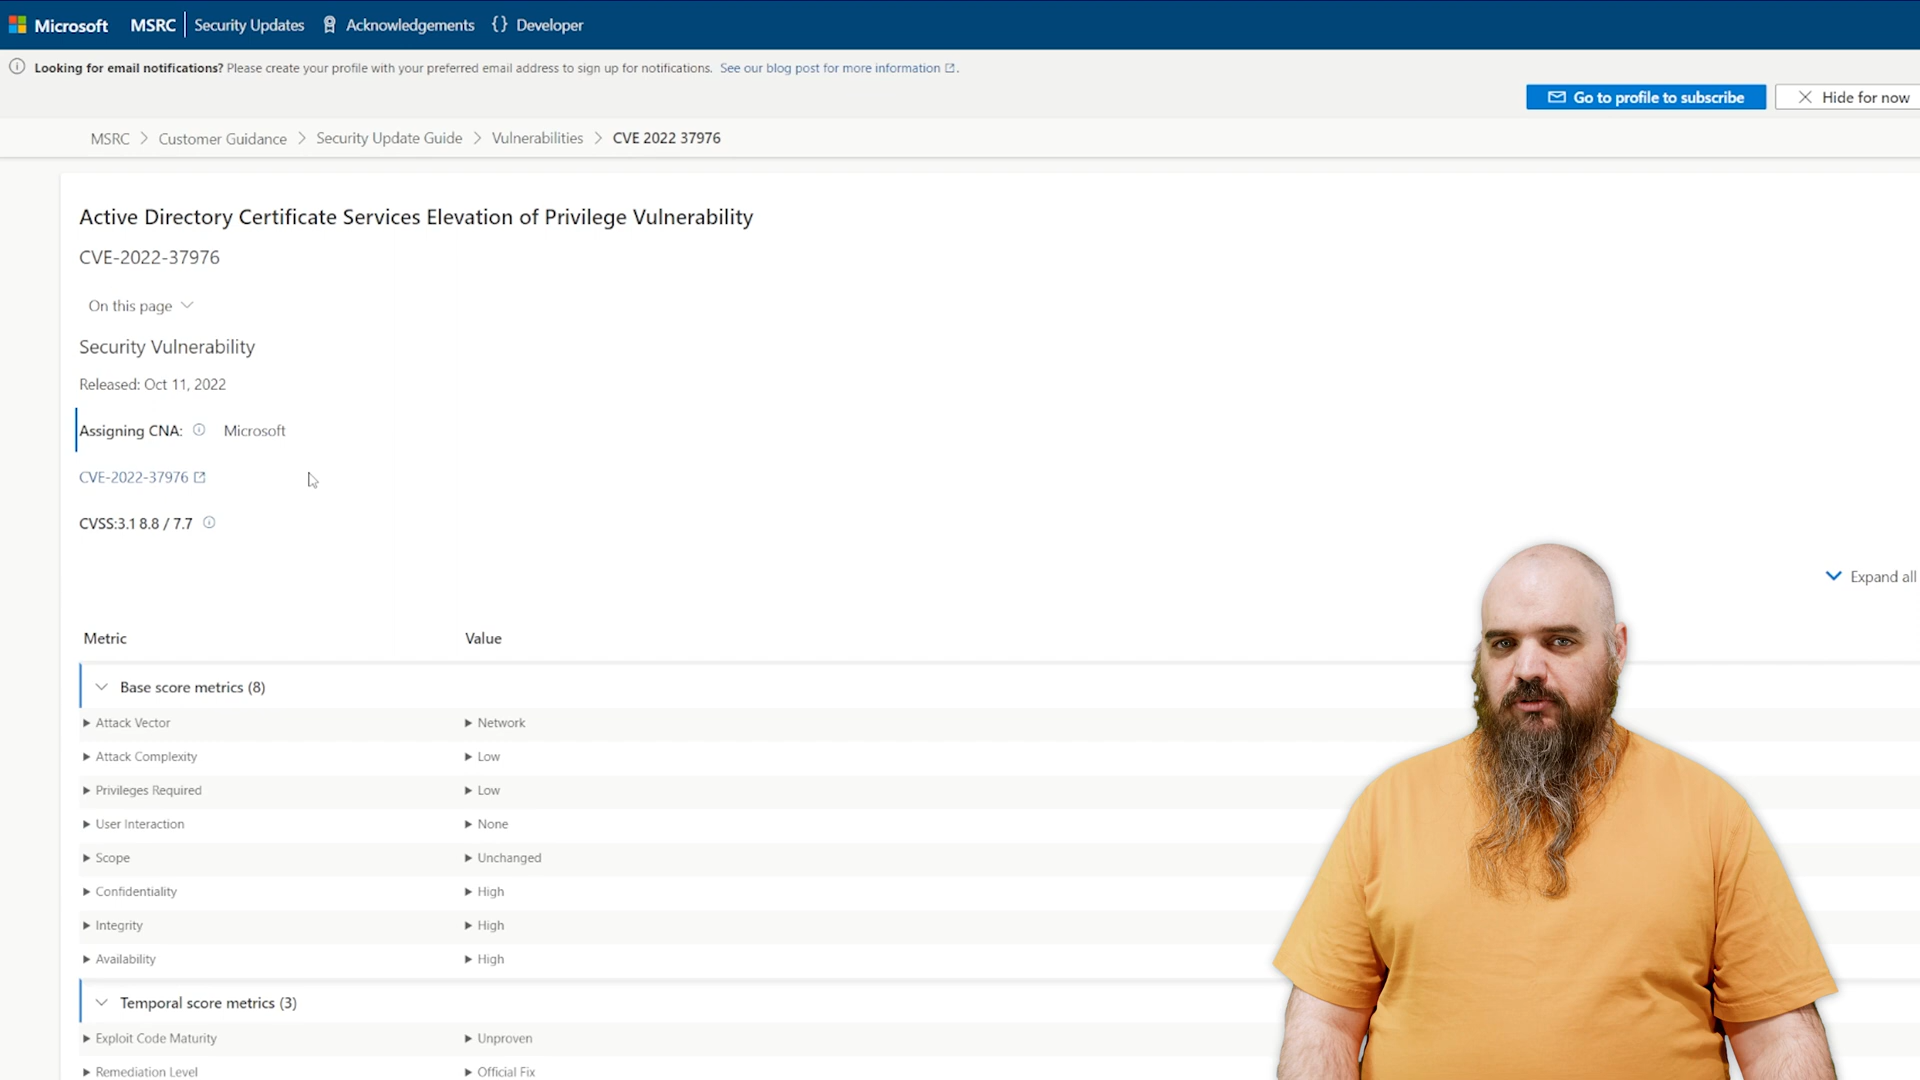 Microsoft MSRC Security Updates Acknowledgements {} Developer
Looking for email notifications? Please create your profile with your preferred email address to sign up for notifications. See our blog post for more information.
Go to profile to subscribe Hide for now
MSRC > Customer Guidance > Security Update Guide > Vulnerabilities > CVE 2022 37976
Active Directory Certificate Services Elevation of Privilege Vulnerability
CVE-2022-37976
On this page
Security Vulnerability
Released: Oct 11, 2022
Assigning CNA: Microsoft
CVE-2022-37976
CVSS:3.1 8.8 / 7.7
Expand all
Metric Value
Base score metrics (8)
Attack Vector Network
Attack Complexity Low
Privileges Required Low
User Interaction None
Scope Unchanged
Confidentiality High
Integrity High
Availability High
Temporal score metrics (3)
Exploit Code Maturity Unproven
Remediation Level Official Fix